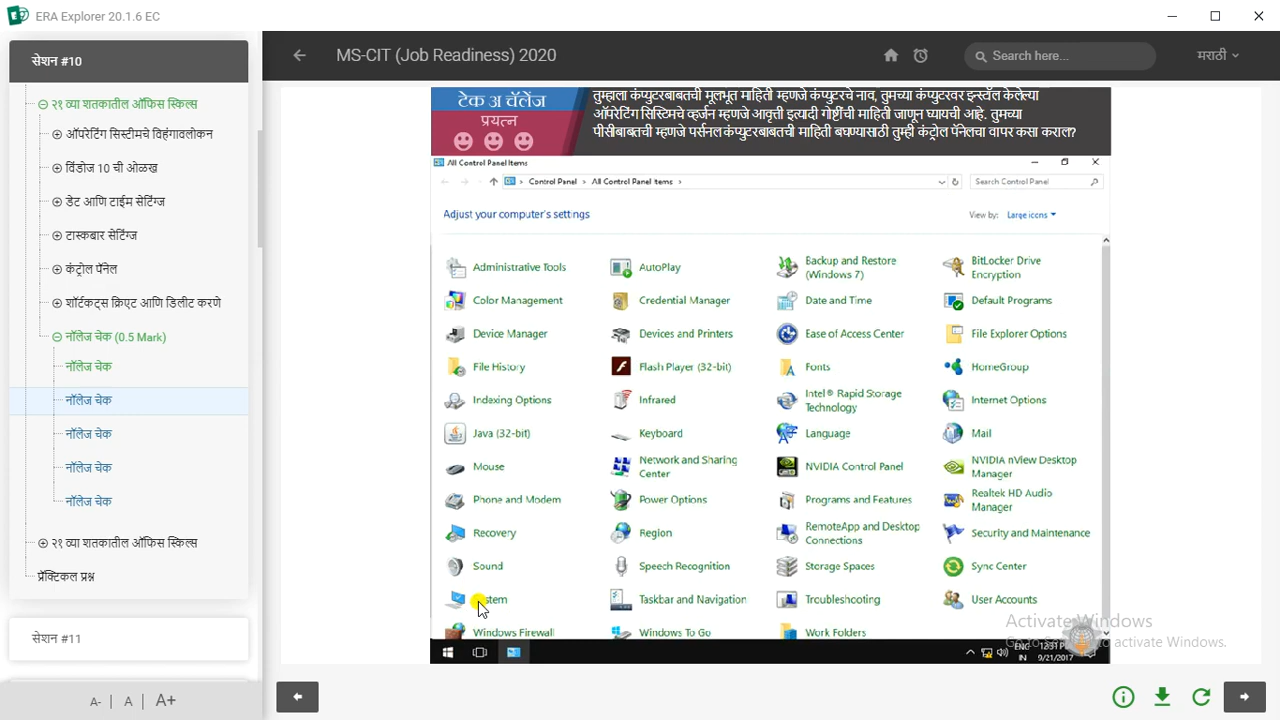 ERA Explorer 20.1.6 EC
सेशन #10
MS-CIT (Job Readiness) 2020
Search here...
मराठी
२१ व्या शतकातील ऑफिस स्किल्स
ऑपरेटिंग सिस्टीमचे विहंगावलोकन
विंडोज 10 ची ओळख
डेट आणि टाईम सेटिंग्ज
टास्कबार सेटिंग्ज
कंट्रोल पॅनेल
शॉर्टकट्स क्रिएट आणि डिलीट करणे
नॉलेज चेक (0.5 Mark)
नॉलेज चेक
नॉलेज चेक
नॉलेज चेक
नॉलेज चेक
नॉलेज चेक
२१ व्या शतकातील ऑफिस स्किल्स
प्रॅक्टिकल प्रश्न
सेशन #11
A- | A | A+
टेक अ चॅलेंज
प्रयत्न
तुम्हाला कंप्युटरबाबतची मूलभूत माहिती म्हणजे कंप्युटरचे नाव, तुमच्या कंप्युटरवर इन्स्टॉल केलेल्या
ऑपरेटिंग सिस्टिमचे व्हर्जन म्हणजे आवृत्ती इत्यादी गोष्टींची माहिती जाणून घ्यायची आहे. तुमच्या
पीसीबाबतची म्हणजे पर्सनल कंप्युटरबाबतची माहिती बघण्यासाठी तुम्ही कंट्रोल पॅनेलचा वापर कसा कराल?
All Control Panel Items
Control Panel > All Control Panel Items >
Search Control Panel
Adjust your computer's settings
View by: Large icons
Administrative Tools
AutoPlay
Backup and Restore
(Windows 7)
BitLocker Drive
Encryption
Color Management
Credential Manager
Date and Time
Default Programs
Device Manager
Devices and Printers
Ease of Access Center
File Explorer Options
File History
Flash Player (32-bit)
Fonts
HomeGroup
Indexing Options
Infrared
Intel® Rapid Storage
Technology
Internet Options
Java (32-bit)
Keyboard
Language
Mail
Mouse
Network and Sharing
Center
NVIDIA Control Panel
NVIDIA nView Desktop
Manager
Phone and Modem
Power Options
Programs and Features
Realtek HD Audio
Manager
Recovery
Region
RemoteApp and Desktop
Connections
Security and Maintenance
Sound
Speech Recognition
Storage Spaces
Sync Center
Taskbar and Navigation
Troubleshooting
User Accounts
Windows Firewall
Windows To Go
Work Folders
Activate Windows
activate Windows.
ENG
IN
9/21/2017